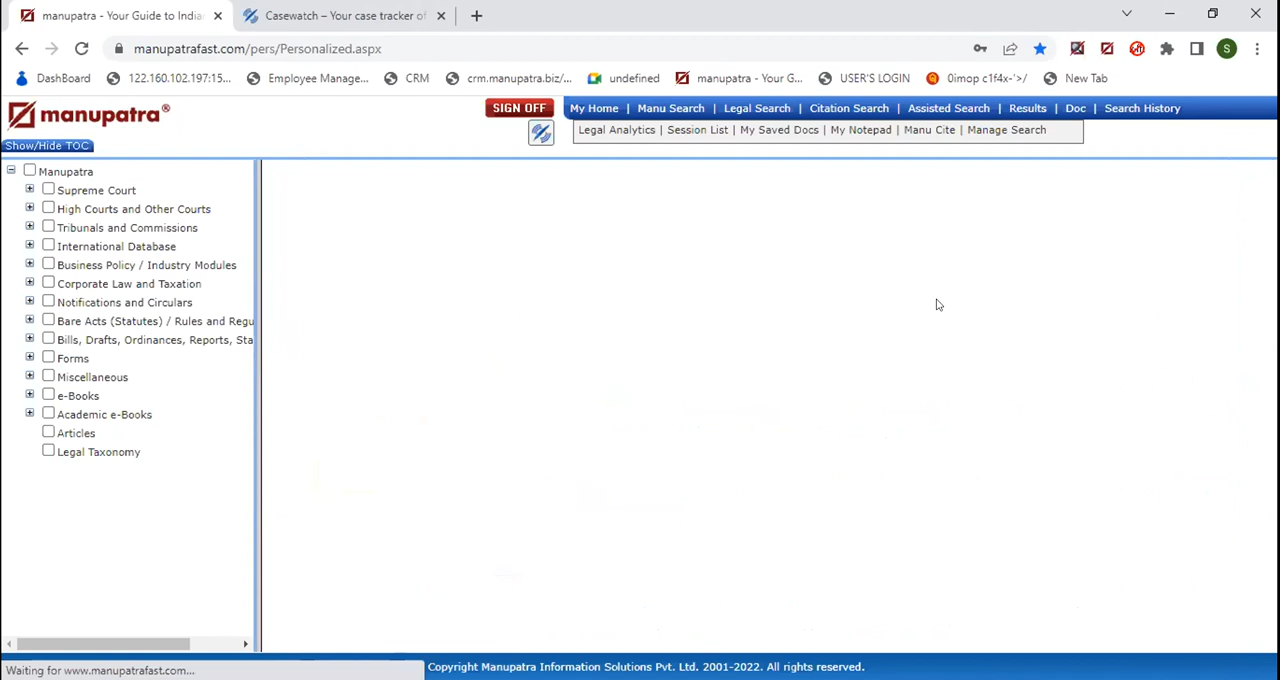 manupatra - Your Guide to India
Casewatch – Your case tracker of
manupatrafast.com/pers/Personalized.aspx
S
DashBoard
122.160.102.197:15...
Employee Manage...
CRM
crm.manupatra.biz/...
undefined
manupatra - Your G...
USER'S LOGIN
0imop c1f4x-'>/
New Tab
manupatra®
SIGN OFF
My Home | Manu Search | Legal Search | Citation Search | Assisted Search | Results | Doc | Search History
Legal Analytics | Session List | My Saved Docs | My Notepad | Manu Cite | Manage Search
Show/Hide TOC
Manupatra
Supreme Court
High Courts and Other Courts
Tribunals and Commissions
International Database
Business Policy / Industry Modules
Corporate Law and Taxation
Notifications and Circulars
Bare Acts (Statutes) / Rules and Regu
Bills, Drafts, Ordinances, Reports, Sta
Forms
Miscellaneous
e-Books
Academic e-Books
Articles
Legal Taxonomy
Waiting for www.manupatrafast.com...
Copyright Manupatra Information Solutions Pvt. Ltd. 2001-2022. All rights reserved.